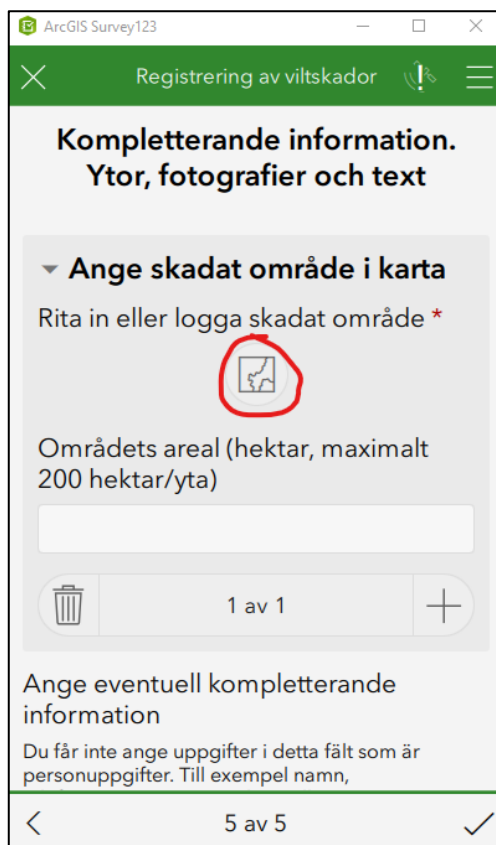 ArcGIS Survey123
Registrering av viltskador
Kompletterande information.
Ytor, fotografier och text
Ange skadat område i karta
Rita in eller logga skadat område *
Områdets areal (hektar, maximalt
200 hektar/yta)
1 av 1
Ange eventuell kompletterande
information
Du får inte ange uppgifter i detta fält som är
personuppgifter. Till exempel namn,
5 av 5